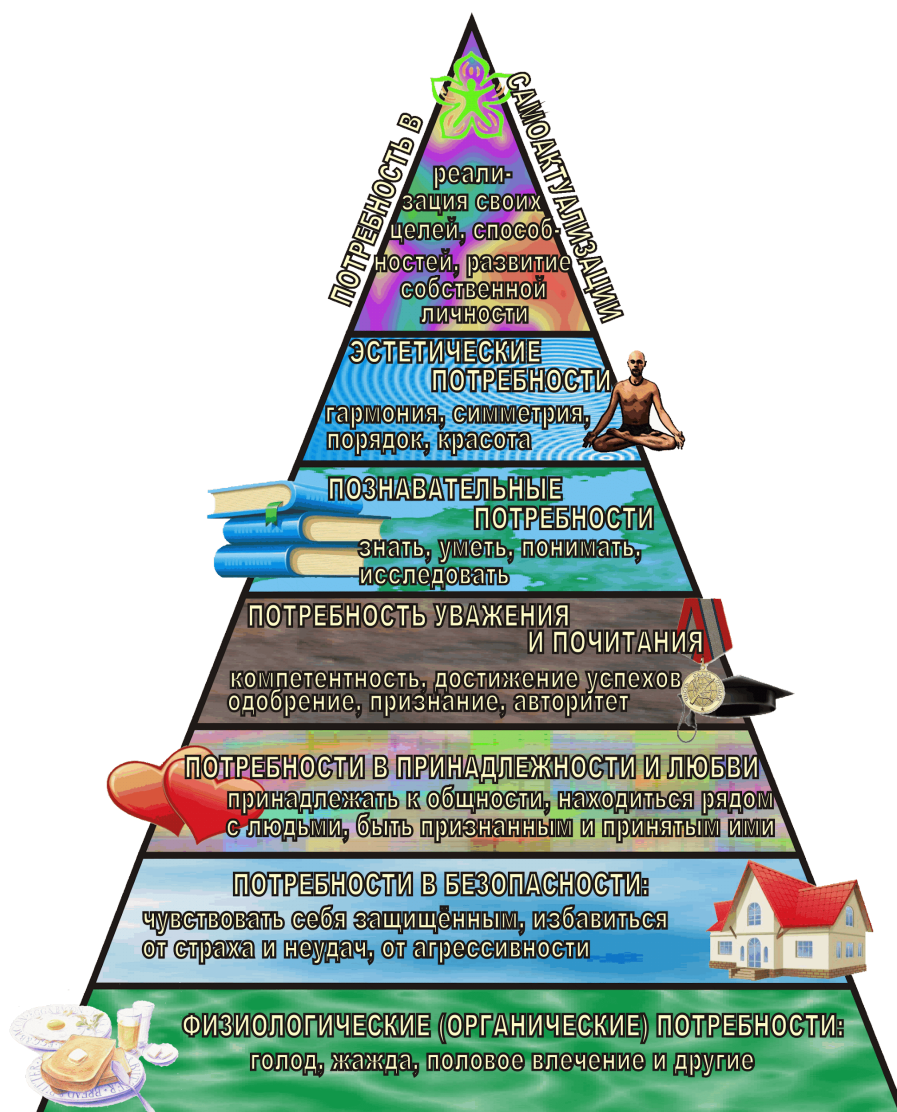 ПОТРЕБНОСТЬ В
САМОАКТУАЛИЗАЦИИ
реали-
зация своих
целей, способ-
ностей, развитие
собственной
личности
ЭСТЕТИЧЕСКИЕ
ПОТРЕБНОСТИ
гармония, симметрия,
порядок, красота
ПОЗНАВАТЕЛЬНЫЕ
ПОТРЕБНОСТИ
знать, уметь, понимать,
исследовать
ПОТРЕБНОСТЬ УВАЖЕНИЯ
И ПОЧИТАНИЯ
компетентность, достижение успехов
одобрение, признание, авторитет
ПОТРЕБНОСТИ В ПРИНАДЛЕЖНОСТИ И ЛЮБВИ
принадлежать к общности, находиться рядом
с людьми, быть признанным и принятым ими
ПОТРЕБНОСТИ В БЕЗОПАСНОСТИ:
чувствовать себя защищённым, избавиться
от страха и неудач, от агрессивности
ФИЗИОЛОГИЧЕСКИЕ (ОРГАНИЧЕСКИЕ) ПОТРЕБНОСТИ:
голод, жажда, половое влечение и другие